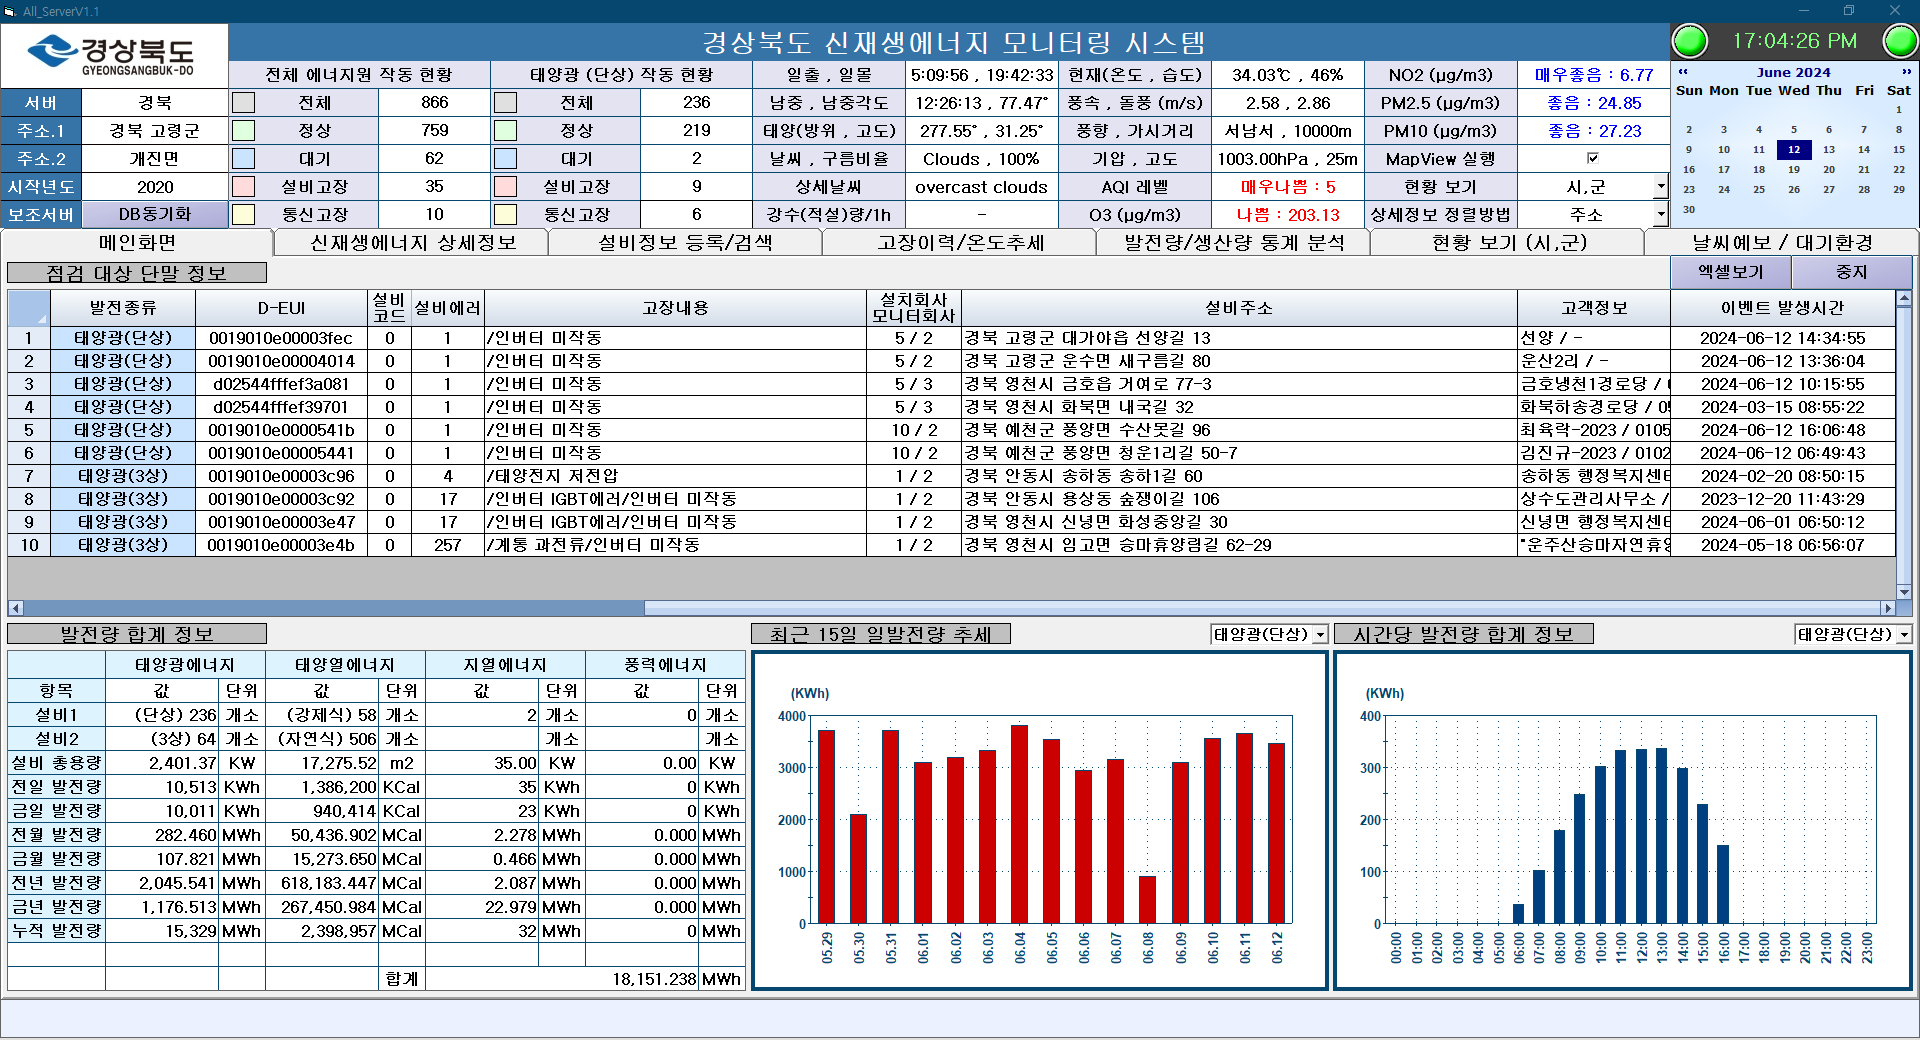 All_ServerV1.1
경상북도
GYEONGSANGBUK-DO
경상북도 신재생에너지 모니터링 시스템
17:04:26 PM
전체 에너지원 작동 현황 태양광 (단상) 작동 현황 일출 , 일몰 5:09:56 , 19:42:33 현재(온도 , 습도) 34.03℃ , 46% NO2 (μg/m3) 매우좋음 : 6.77
서버 경북 전체 866 전체 236 남중 , 남중각도 12:26:13 , 77.47° 풍속 , 돌풍 (m/s) 2.58 , 2.86 PM2.5 (μg/m3) 좋음 : 24.85
주소.1 경북 고령군 정상 759 정상 219 태양(방위 , 고도) 277.55° , 31.25° 풍향 , 가시거리 서남서 , 10000m PM10 (μg/m3) 좋음 : 27.23
주소.2 개진면 대기 62 대기 2 날씨 , 구름비율 Clouds , 100% 기압 , 고도 1003.00hPa , 25m MapView 실행
시작년도 2020 설비고장 35 설비고장 9 상세날씨 overcast clouds AQI 레벨 매우나쁨 : 5 현황 보기 시,군
보조서버 DB동기화 통신고장 10 통신고장 6 강수(적설)량/1h - O3 (μg/m3) 나쁨 : 203.13 상세정보 정렬방법 주소
‹‹ June 2024 ››
Sun Mon Tue Wed Thu Fri Sat
1
2 3 4 5 6 7 8
9 10 11 12 13 14 15
16 17 18 19 20 21 22
23 24 25 26 27 28 29
30
메인화면 신재생에너지 상세정보 설비정보 등록/검색 고장이력/온도추세 발전량/생산량 통계 분석 현황 보기 (시,군) 날씨예보 / 대기환경
점검 대상 단말 정보 엑셀보기 중지
발전종류 D-EUI 설비코드 설비에러 고장내용 설치회사 모니터회사 설비주소 고객정보 이벤트 발생시간
1 태양광(단상) 0019010e00003fec 0 1 /인버터 미작동 5 / 2 경북 고령군 대가야읍 선양길 13 선양 / - 2024-06-12 14:34:55
2 태양광(단상) 0019010e00004014 0 1 /인버터 미작동 5 / 2 경북 고령군 운수면 새구름길 80 운산2리 / - 2024-06-12 13:36:04
3 태양광(단상) d02544fffef3a081 0 1 /인버터 미작동 5 / 3 경북 영천시 금호읍 거여로 77-3 금호냉천1경로당 / 2024-06-12 10:15:55
4 태양광(단상) d02544fffef39701 0 1 /인버터 미작동 5 / 3 경북 영천시 화북면 내국길 32 화북하송경로당 / 2024-03-15 08:55:22
5 태양광(단상) 0019010e0000541b 0 1 /인버터 미작동 10 / 2 경북 예천군 풍양면 수산못길 96 최육락-2023 / 0105 2024-06-12 16:06:48
6 태양광(단상) 0019010e00005441 0 1 /인버터 미작동 10 / 2 경북 예천군 풍양면 청운1리길 50-7 김진규-2023 / 0102 2024-06-12 06:49:43
7 태양광(3상) 0019010e00003c96 0 4 /태양전지 저전압 1 / 2 경북 안동시 송하동 송하1길 60 송하동 행정복지센터 2024-02-20 08:50:15
8 태양광(3상) 0019010e00003c92 0 17 /인버터 IGBT에러/인버터 미작동 1 / 2 경북 안동시 용상동 숲쟁이길 106 상수도관리사무소 / 2023-12-20 11:43:29
9 태양광(3상) 0019010e00003e47 0 17 /인버터 IGBT에러/인버터 미작동 1 / 2 경북 영천시 신녕면 화성중앙길 30 신녕면 행정복지센터 2024-06-01 06:50:12
10 태양광(3상) 0019010e00003e4b 0 257 /계통 과전류/인버터 미작동 1 / 2 경북 영천시 임고면 승마휴양림길 62-29 "운주산승마자연휴양 2024-05-18 06:56:07
발전량 합계 정보
태양광에너지 태양열에너지 지열에너지 풍력에너지
항목 값 단위 값 단위 값 단위 값 단위
설비1 (단상) 236 개소 (강제식) 58 개소 2 개소 0 개소
설비2 (3상) 64 개소 (자연식) 506 개소 개소 개소
설비 총용량 2,401.37 KW 17,275.52 m2 35.00 KW 0.00 KW
전일 발전량 10,513 KWh 1,386,200 KCal 35 KWh 0 KWh
금일 발전량 10,011 KWh 940,414 KCal 23 KWh 0 KWh
전월 발전량 282.460 MWh 50,436.902 MCal 2.278 MWh 0.000 MWh
금월 발전량 107.821 MWh 15,273.650 MCal 0.466 MWh 0.000 MWh
전년 발전량 2,045.541 MWh 618,183.447 MCal 2.087 MWh 0.000 MWh
금년 발전량 1,176.513 MWh 267,450.984 MCal 22.979 MWh 0.000 MWh
누적 발전량 15,329 MWh 2,398,957 MCal 32 MWh 0 MWh
합계 18,151.238 MWh
최근 15일 일발전량 추세 태양광(단상)
(KWh)
4000
3000
2000
1000
0
05.29 05.30 05.31 06.01 06.02 06.03 06.04 06.05 06.06 06.07 06.08 06.09 06.10 06.11 06.12
시간당 발전량 합계 정보 태양광(단상)
(KWh)
400
300
200
100
0
00:00 01:00 02:00 03:00 04:00 05:00 06:00 07:00 08:00 09:00 10:00 11:00 12:00 13:00 14:00 15:00 16:00 17:00 18:00 19:00 20:00 21:00 22:00 23:00